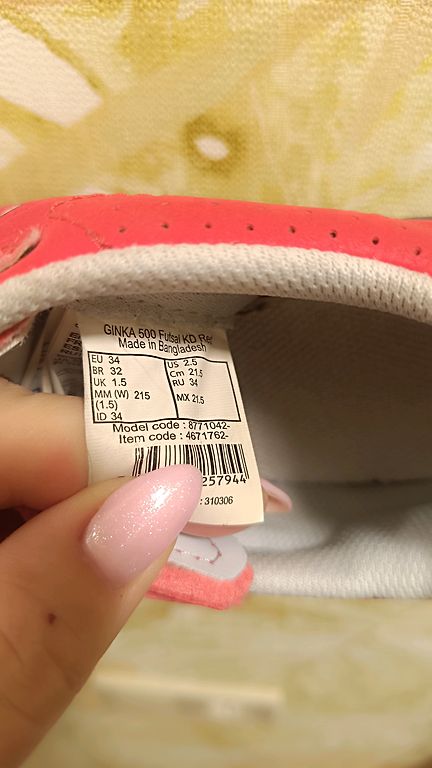 GINKA 500 Futsal KD Re
Made in Bangladesh
EU 34
BR 32
UK 1.5
MM (W) 215
(1.5)
ID 34
US 2.5
Cm 21.5
RU 34
MX 21.5
Model code : 8771042-
Item code : 4671762-
257944
: 310306